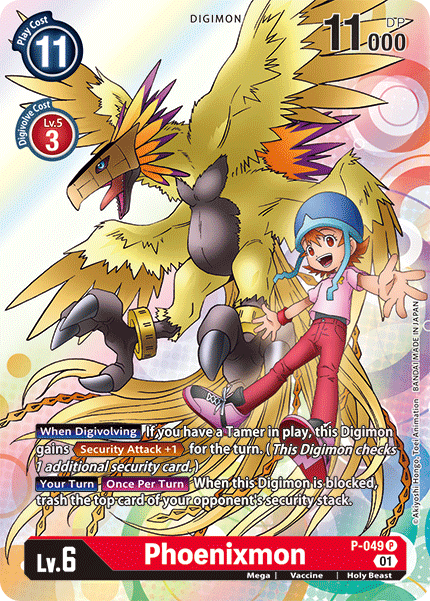 DIGIMON
Play Cost
11
11000 DP
Digivolve Cost
Lv.5
3
When Digivolving If you have a Tamer in play, this Digimon
gains Security Attack +1 for the turn. (This Digimon checks
1 additional security card.)
Your Turn Once Per Turn When this Digimon is blocked,
trash the top card of your opponent's security stack.
©Akiyoshi Hongo, Toei Animation BANDAI MADE IN JAPAN
Lv.6
Phoenixmon
P-049 P
01
Mega | Vaccine | Holy Beast